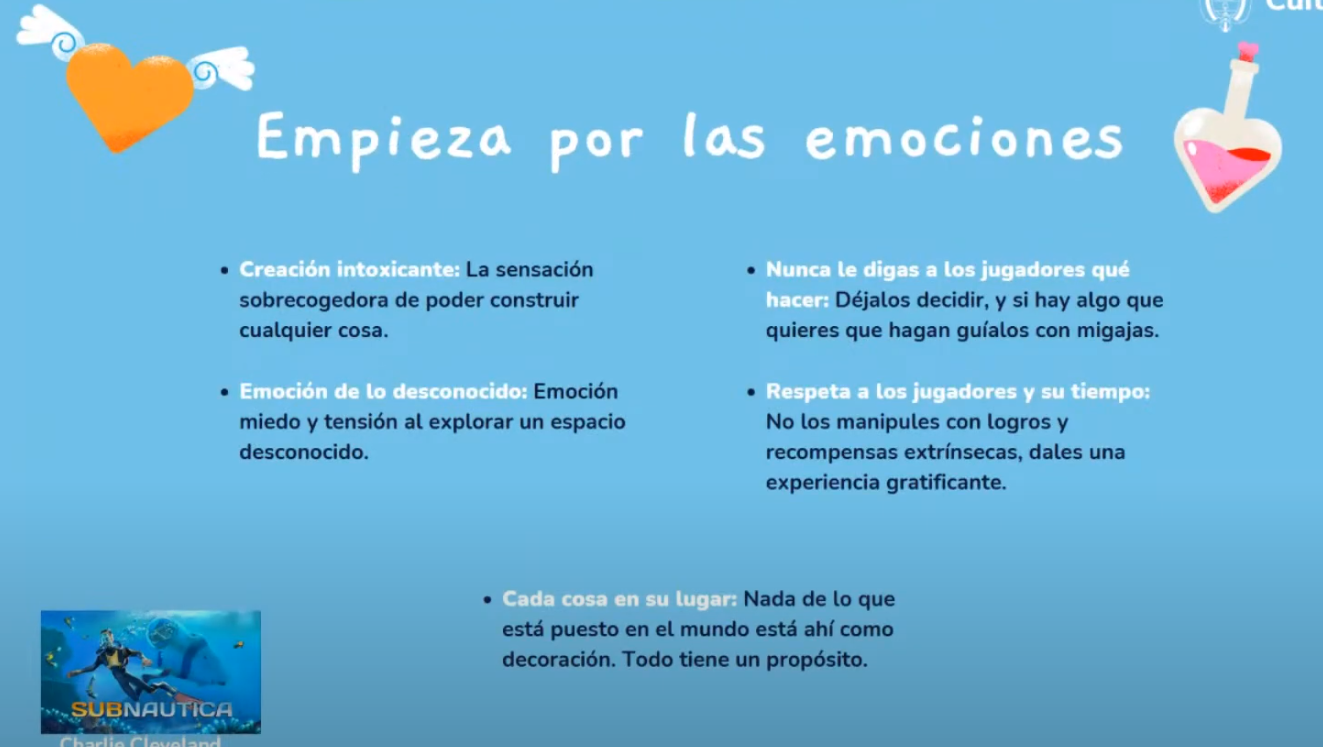 Empieza por las emociones
• Creación intoxicante: La sensación
sobrecogedora de poder construir
cualquier cosa.
• Emoción de lo desconocido: Emoción
miedo y tensión al explorar un espacio
desconocido.
• Nunca le digas a los jugadores qué
hacer: Déjalos decidir, y si hay algo que
quieres que hagan guíalos con migajas.
• Respeta a los jugadores y su tiempo:
No los manipules con logros y
recompensas extrínsecas, dales una
experiencia gratificante.
• Cada cosa en su lugar: Nada de lo que
está puesto en el mundo está ahí como
decoración. Todo tiene un propósito.
SUBNAUTICA
Charlie Cleveland